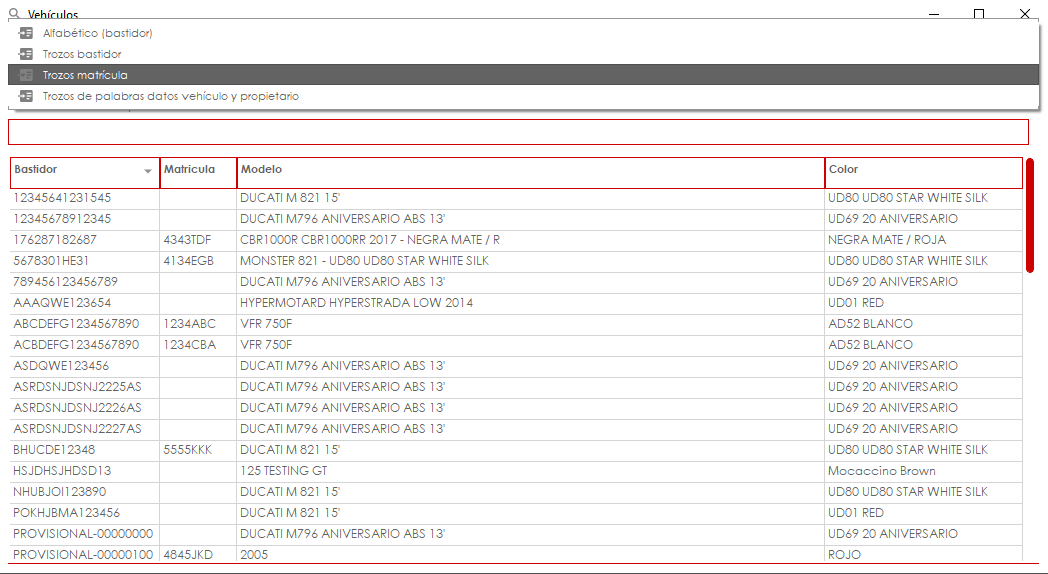 Vehículos
Alfabético (bastidor)
Trozos bastidor
Trozos matrícula
Trozos de palabras datos vehículo y propietario
Bastidor Matricula Modelo Color
12345641231545 DUCATI M 821 15' UD80 UD80 STAR WHITE SILK
12345678912345 DUCATI M796 ANIVERSARIO ABS 13' UD69 20 ANIVERSARIO
176287182687 4343TDF CBR1000R CBR1000RR 2017 - NEGRA MATE / R NEGRA MATE / ROJA
5678301HE31 4134EGB MONSTER 821 - UD80 UD80 STAR WHITE SILK UD80 UD80 STAR WHITE SILK
789456123456789 DUCATI M796 ANIVERSARIO ABS 13' UD69 20 ANIVERSARIO
AAAQWE123654 HYPERMOTARD HYPERSTRADA LOW 2014 UD01 RED
ABCDEFG1234567890 1234ABC VFR 750F AD52 BLANCO
ACBDEFG1234567890 1234CBA VFR 750F AD52 BLANCO
ASDQWE123456 DUCATI M796 ANIVERSARIO ABS 13' UD69 20 ANIVERSARIO
ASRDSNJDSNJ2225AS DUCATI M796 ANIVERSARIO ABS 13' UD69 20 ANIVERSARIO
ASRDSNJDSNJ2226AS DUCATI M796 ANIVERSARIO ABS 13' UD69 20 ANIVERSARIO
ASRDSNJDSNJ2227AS DUCATI M796 ANIVERSARIO ABS 13' UD69 20 ANIVERSARIO
BHUCDE12348 5555KKK DUCATI M 821 15' UD80 UD80 STAR WHITE SILK
HSJDHSJHDSD13 125 TESTING GT Mocaccino Brown
NHUBJOI123890 DUCATI M 821 15' UD80 UD80 STAR WHITE SILK
POKHJBMA123456 DUCATI M 821 15' UD01 RED
PROVISIONAL-00000000 DUCATI M796 ANIVERSARIO ABS 13' UD69 20 ANIVERSARIO
PROVISIONAL-00000100 4845JKD 2005 ROJO